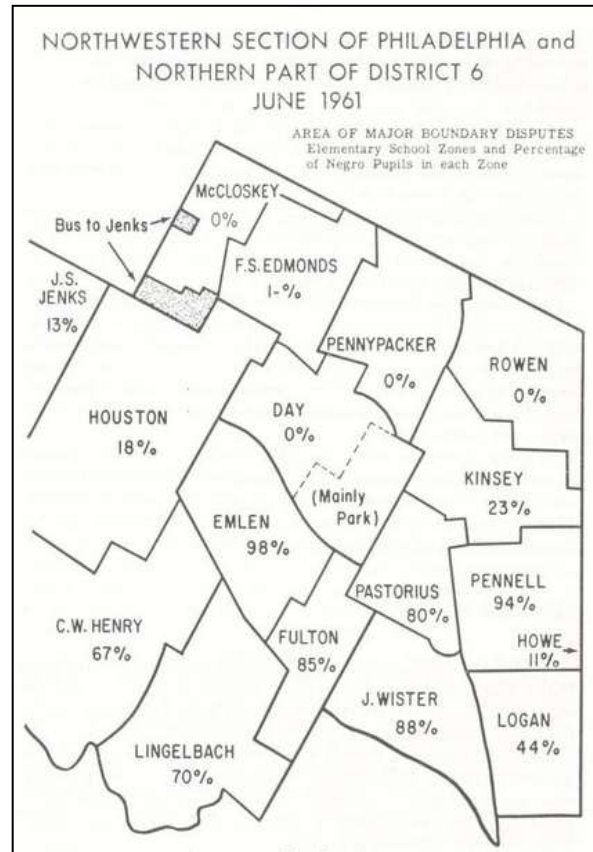 NORTHWESTERN SECTION OF PHILADELPHIA and
NORTHERN PART OF DISTRICT 6
JUNE 1961
AREA OF MAJOR BOUNDARY DISPUTES
Elementary School Zones and Percentage
of Negro Pupils in each Zone
McCLOSKEY
0%
Bus to Jenks
F.S. EDMONDS
1-%
J.S.
JENKS
13%
PENNYPACKER
0%
ROWEN
0%
HOUSTON
18%
DAY
0%
(Mainly
Park)
KINSEY
23%
EMLEN
98%
PASTORIUS
80%
PENNELL
94%
C.W. HENRY
67%
FULTON
85%
HOWE
11%
J. WISTER
88%
LOGAN
44%
LINGELBACH
70%